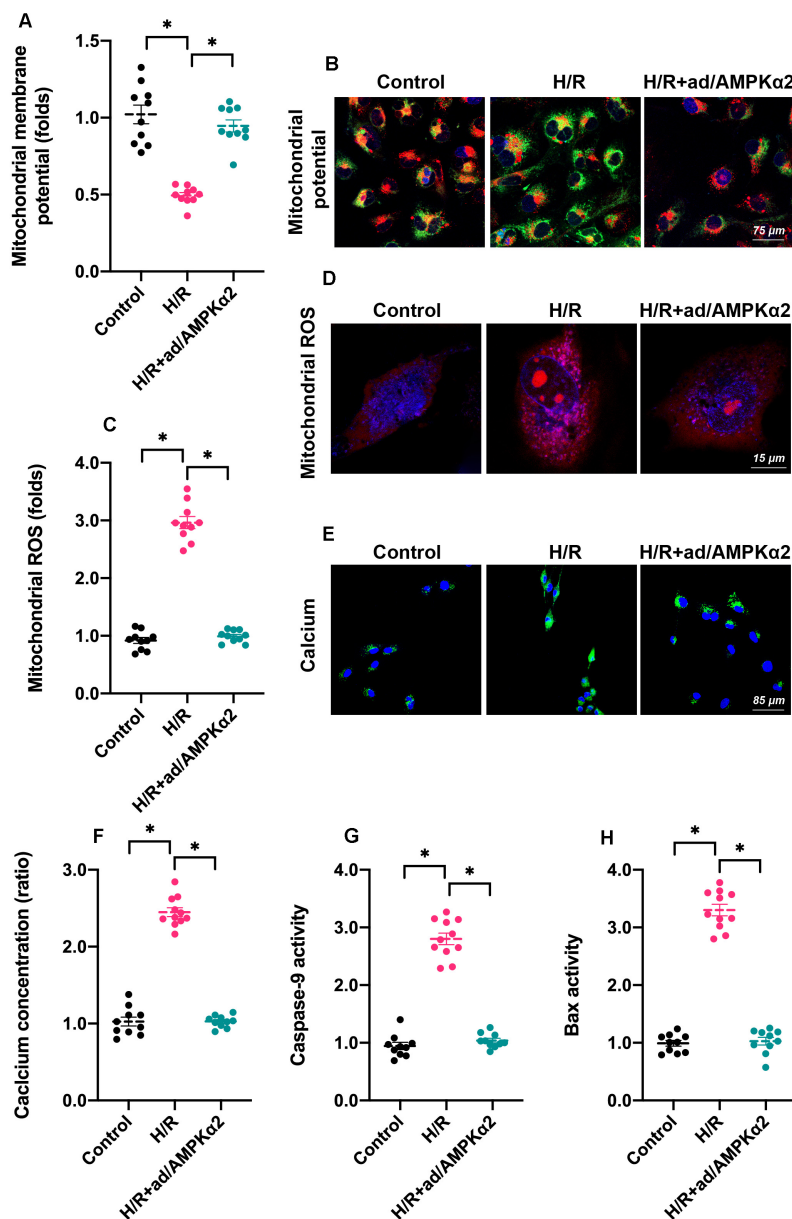 A
Mitochondrial membrane
potential (folds)
1.5
1.0
0.5
0.0
*
*
Control
H/R
H/R+ad/AMPKα2
B
Control
H/R
H/R+ad/AMPKα2
Mitochondrial
potential
75 μm
C
Mitochondrial ROS (folds)
4.0
3.0
2.0
1.0
0.0
*
*
Control
H/R
H/R+ad/AMPKα2
D
Control
H/R
H/R+ad/AMPKα2
Mitochondrial ROS
15 μm
E
Control
H/R
H/R+ad/AMPKα2
Calcium
85 μm
F
Caclcium concentration (ratio)
3.0
2.0
1.0
0.0
*
*
Control
H/R
H/R+ad/AMPKα2
G
Caspase-9 activity
4.0
3.0
2.0
1.0
0.0
*
*
Control
H/R
H/R+ad/AMPKα2
H
Bax activity
4.0
3.0
2.0
1.0
0.0
*
*
Control
H/R
H/R+ad/AMPKα2